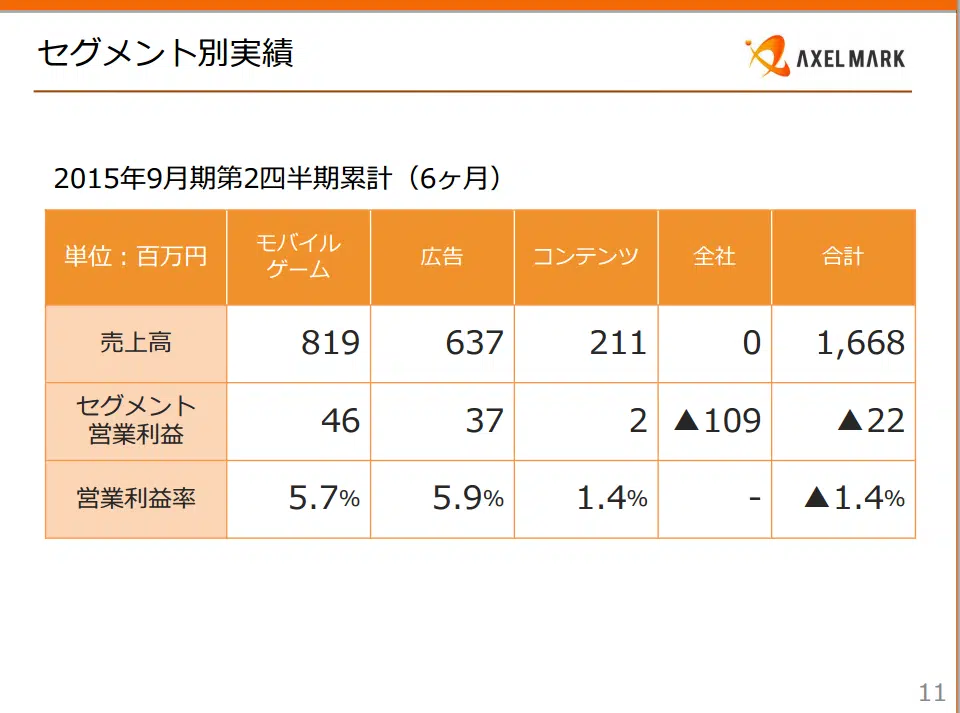 セグメント別実績
AXEL MARK
2015年9月期第2四半期累計（6ヶ月）
単位：百万円 モバイルゲーム 広告 コンテンツ 全社 合計
売上高 819 637 211 0 1,668
セグメント営業利益 46 37 2 ▲109 ▲22
営業利益率 5.7% 5.9% 1.4% - ▲1.4%
11